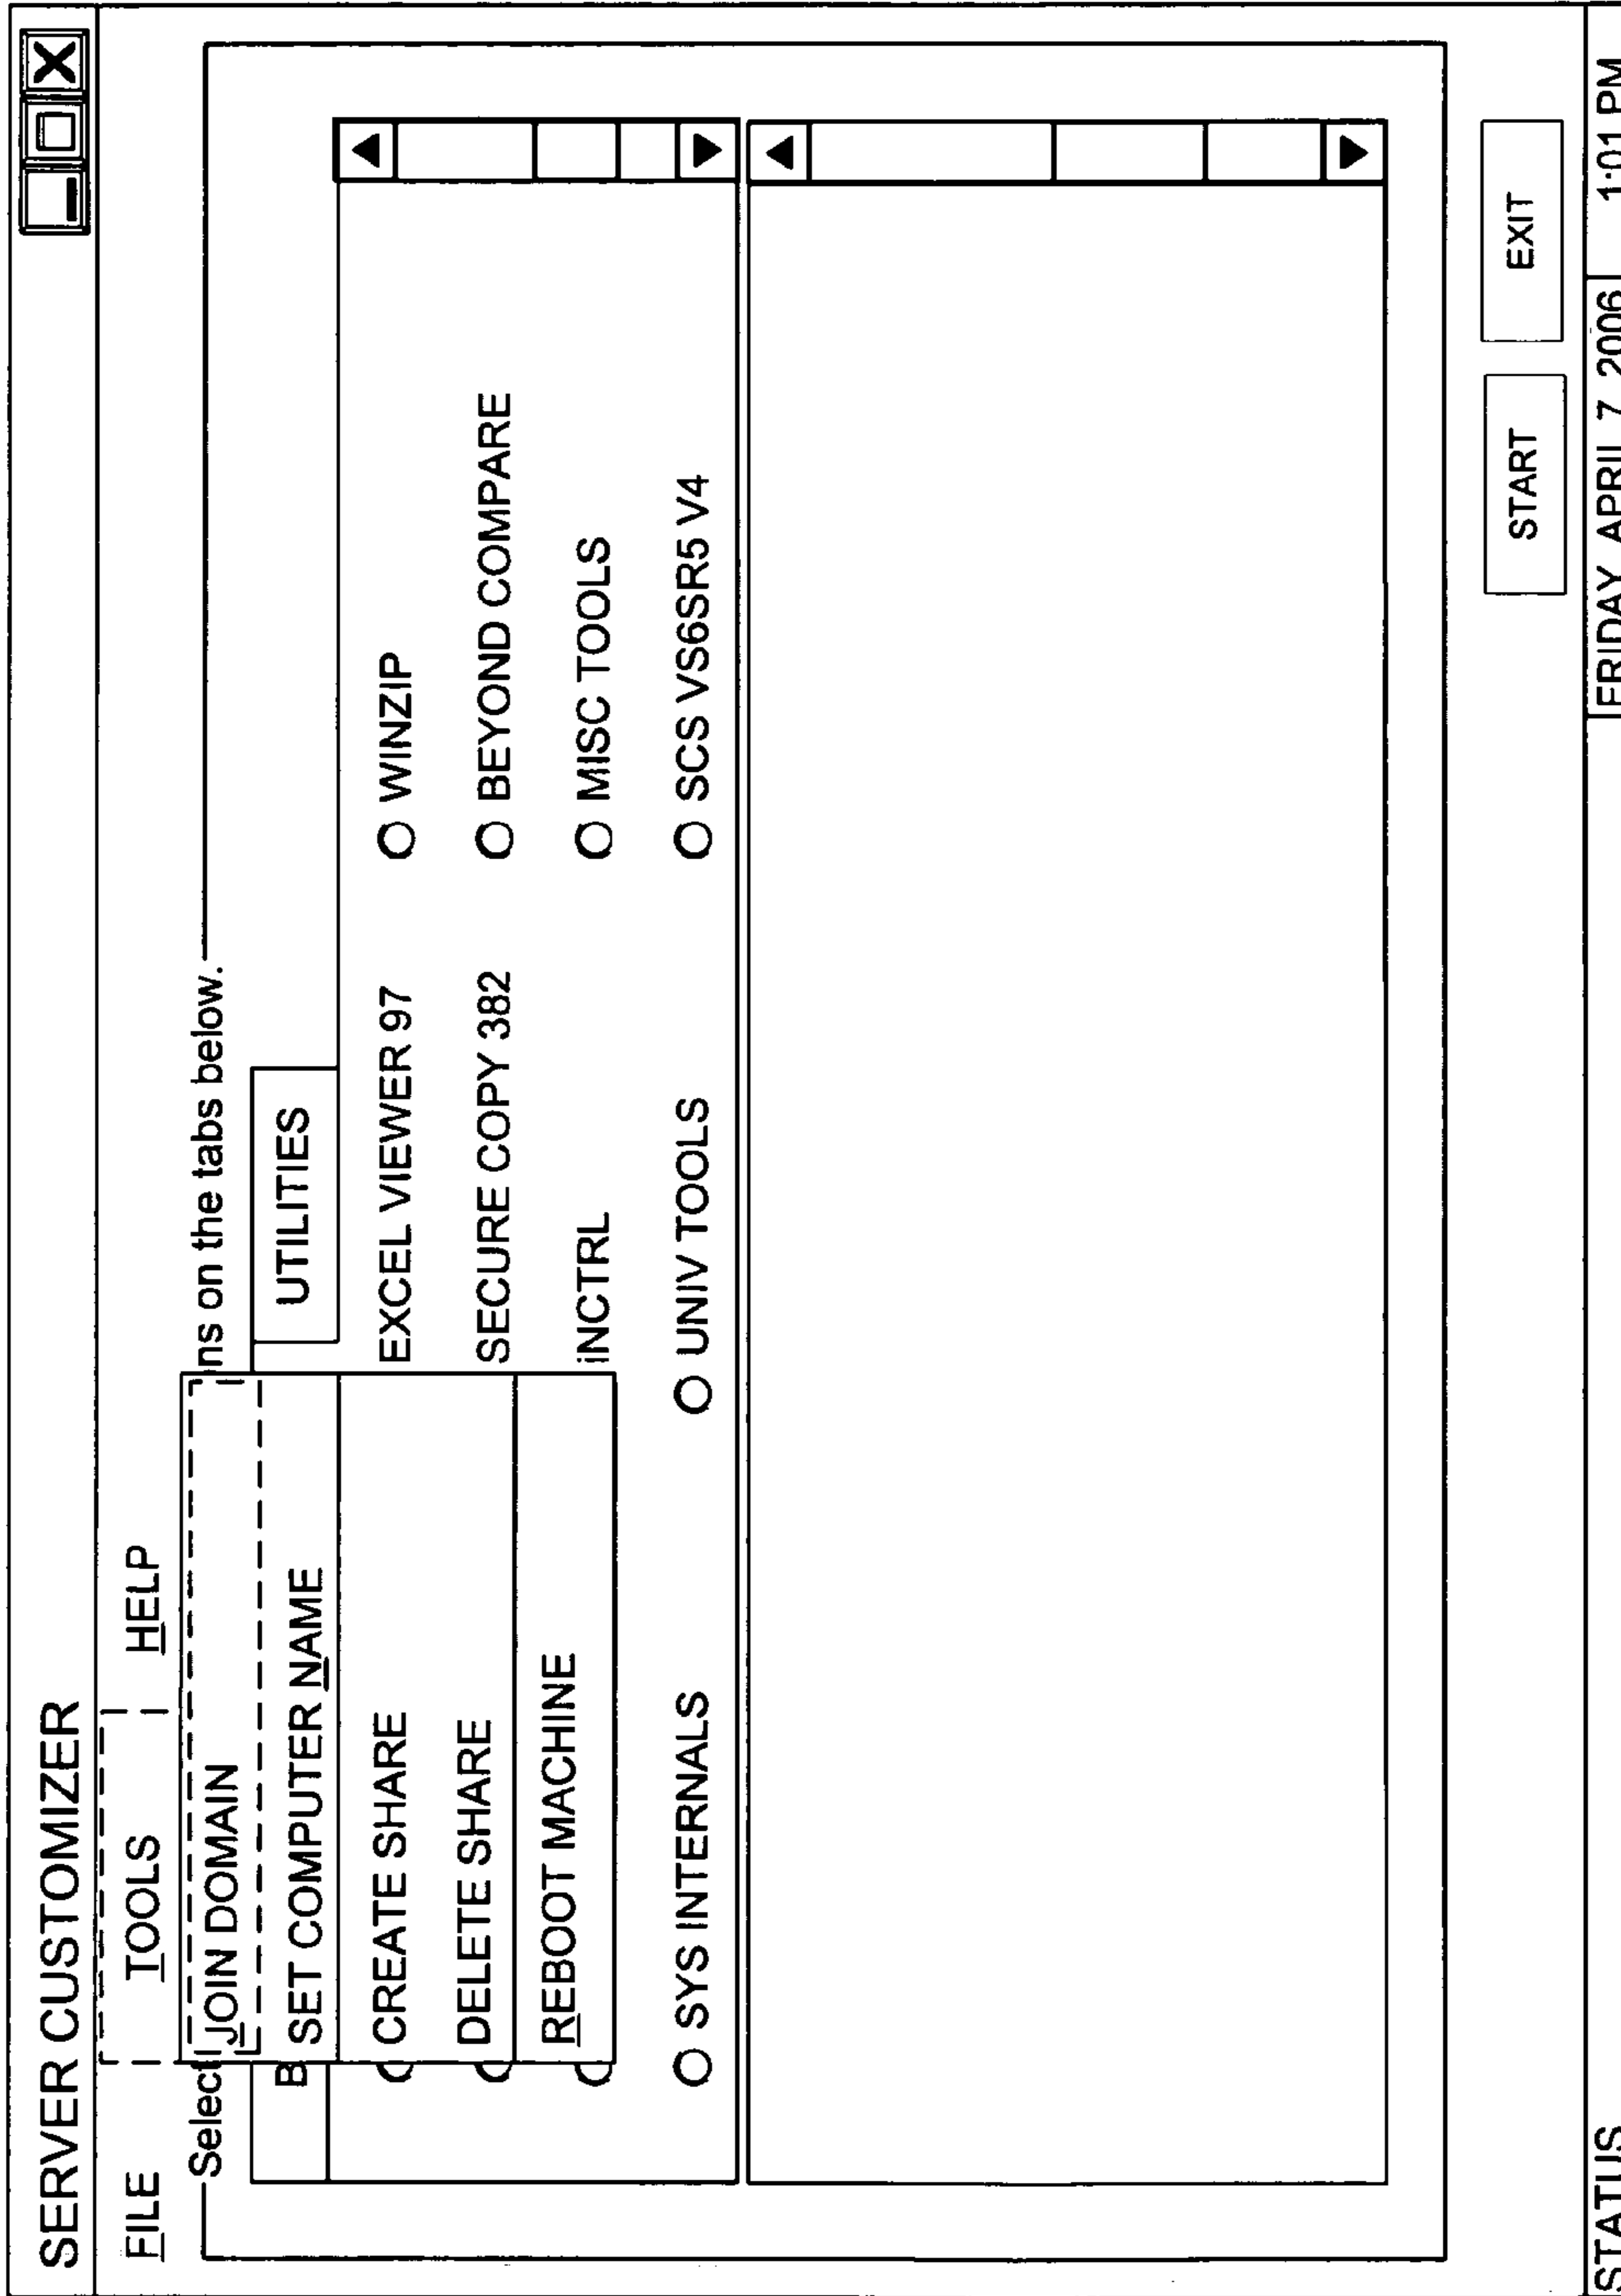 SERVER CUSTOMIZER
FILE TOOLS HELP
Select ns on the tabs below.
JOIN DOMAIN
B SET COMPUTER NAME UTILITIES
CREATE SHARE EXCEL VIEWER 97 WINZIP
DELETE SHARE SECURE COPY 382 BEYOND COMPARE
REBOOT MACHINE iNCTRL MISC TOOLS
SYS INTERNALS UNIV TOOLS SCS VS6SR5 V4
START EXIT
STATUS FRIDAY APRIL 7 2006 1:01 PM